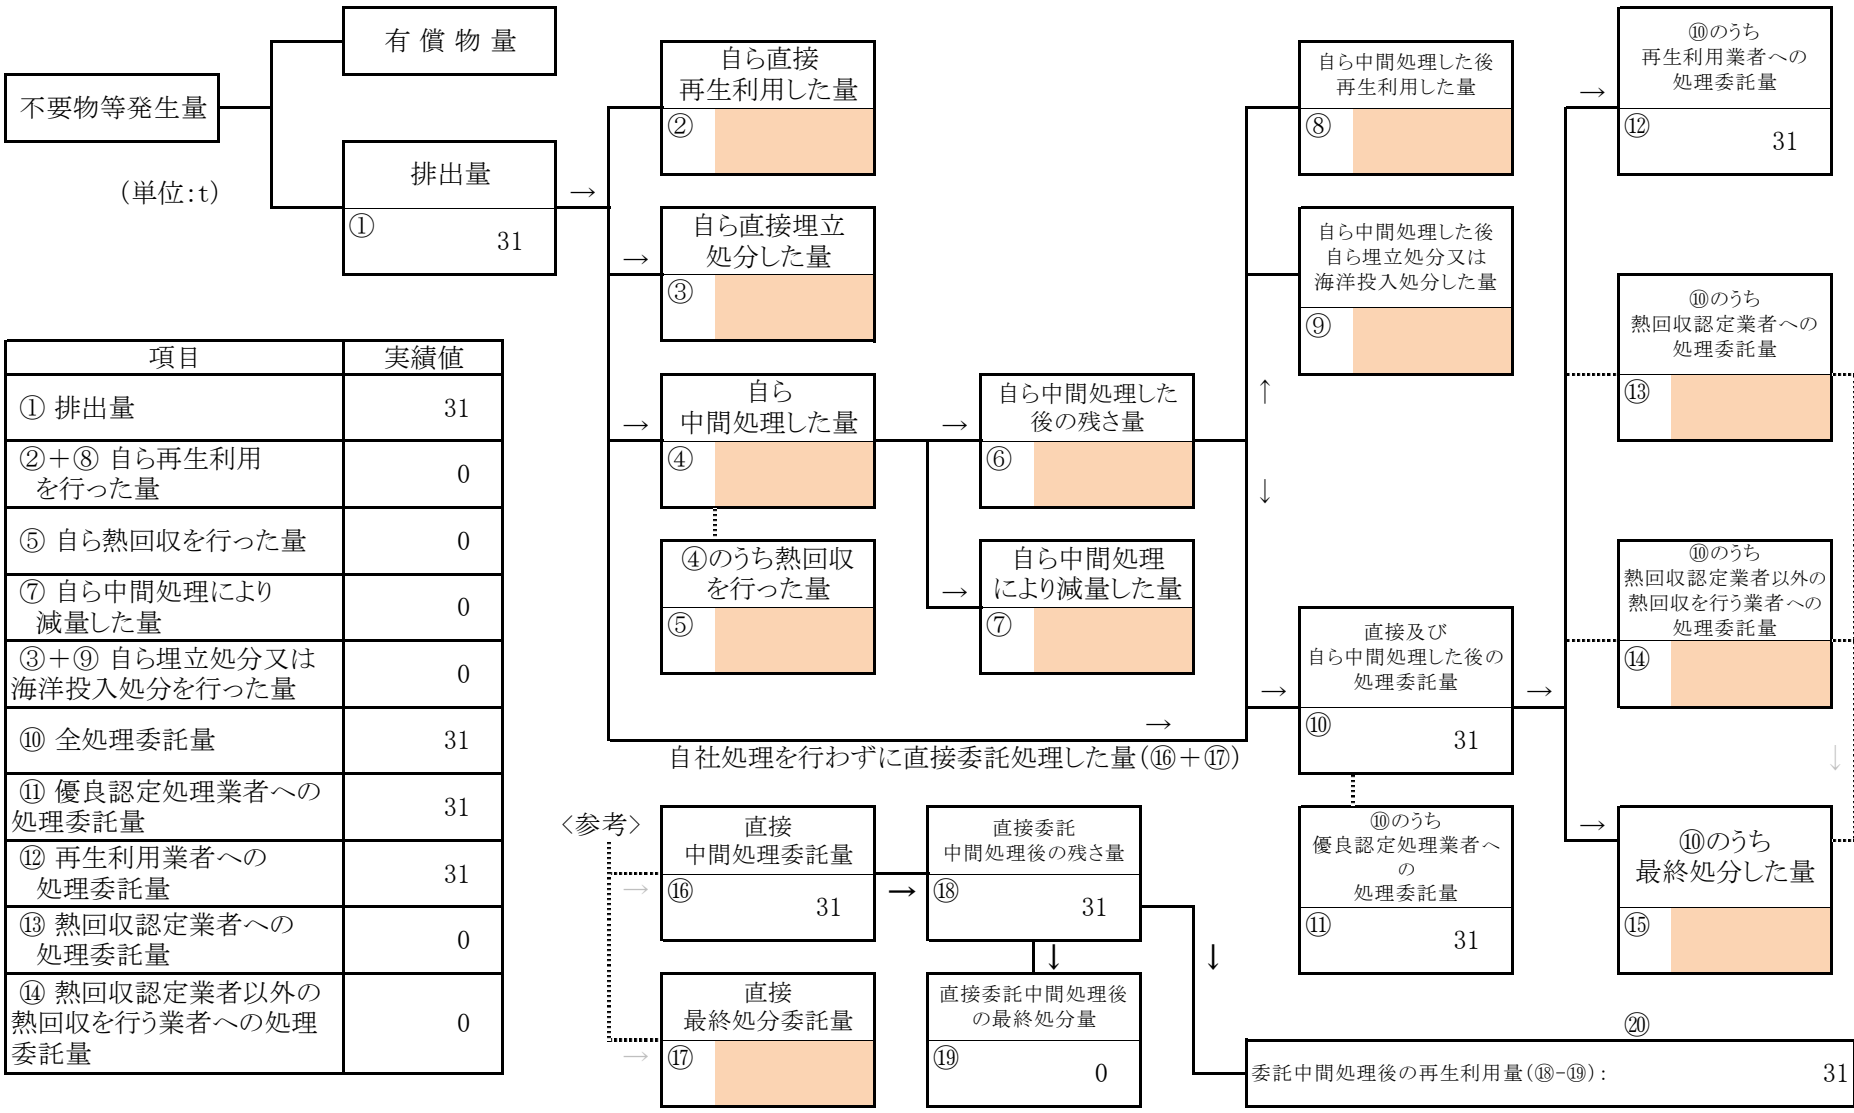 有 償 物 量
不要物等発生量
(単位：t)
排出量
①
31
→
自ら直接
再生利用した量
②
→
自ら直接埋立
処分した量
③
→
自ら
中間処理した量
④
④のうち熱回収
を行った量
⑤
→
自ら中間処理した
後の残さ量
⑥
→
自ら中間処理
により減量した量
⑦
↑
↓
自ら中間処理した後
再生利用した量
⑧
自ら中間処理した後
自ら埋立処分又は
海洋投入処分した量
⑨
→
直接及び
自ら中間処理した後の
処理委託量
⑩
31
→
自社処理を行わずに直接委託処理した量(⑯＋⑰)
⑩のうち
優良認定処理業者へ
の
処理委託量
⑪
31
→
→
⑩のうち
再生利用業者への
処理委託量
⑫
31
⑩のうち
熱回収認定業者への
処理委託量
⑬
⑩のうち
熱回収認定業者以外の
熱回収を行う業者への
処理委託量
⑭
↓
→
⑩のうち
最終処分した量
⑮
項目 実績値
① 排出量 31
②＋⑧ 自ら再生利用
を行った量
0
⑤ 自ら熱回収を行った量 0
⑦ 自ら中間処理により
減量した量
0
③＋⑨ 自ら埋立処分又は
海洋投入処分を行った量
0
⑩ 全処理委託量 31
⑪ 優良認定処理業者への
処理委託量
31
⑫ 再生利用業者への
処理委託量
31
⑬ 熱回収認定業者への
処理委託量
0
⑭ 熱回収認定業者以外の
熱回収を行う業者への処理
委託量
0
〈参考〉
→
直接
中間処理委託量
⑯
31
→
直接委託
中間処理後の残さ量
⑱
31
↓
↓
→
直接
最終処分委託量
⑰
直接委託中間処理後
の最終処分量
⑲
0
⑳
委託中間処理後の再生利用量(⑱-⑲)： 31